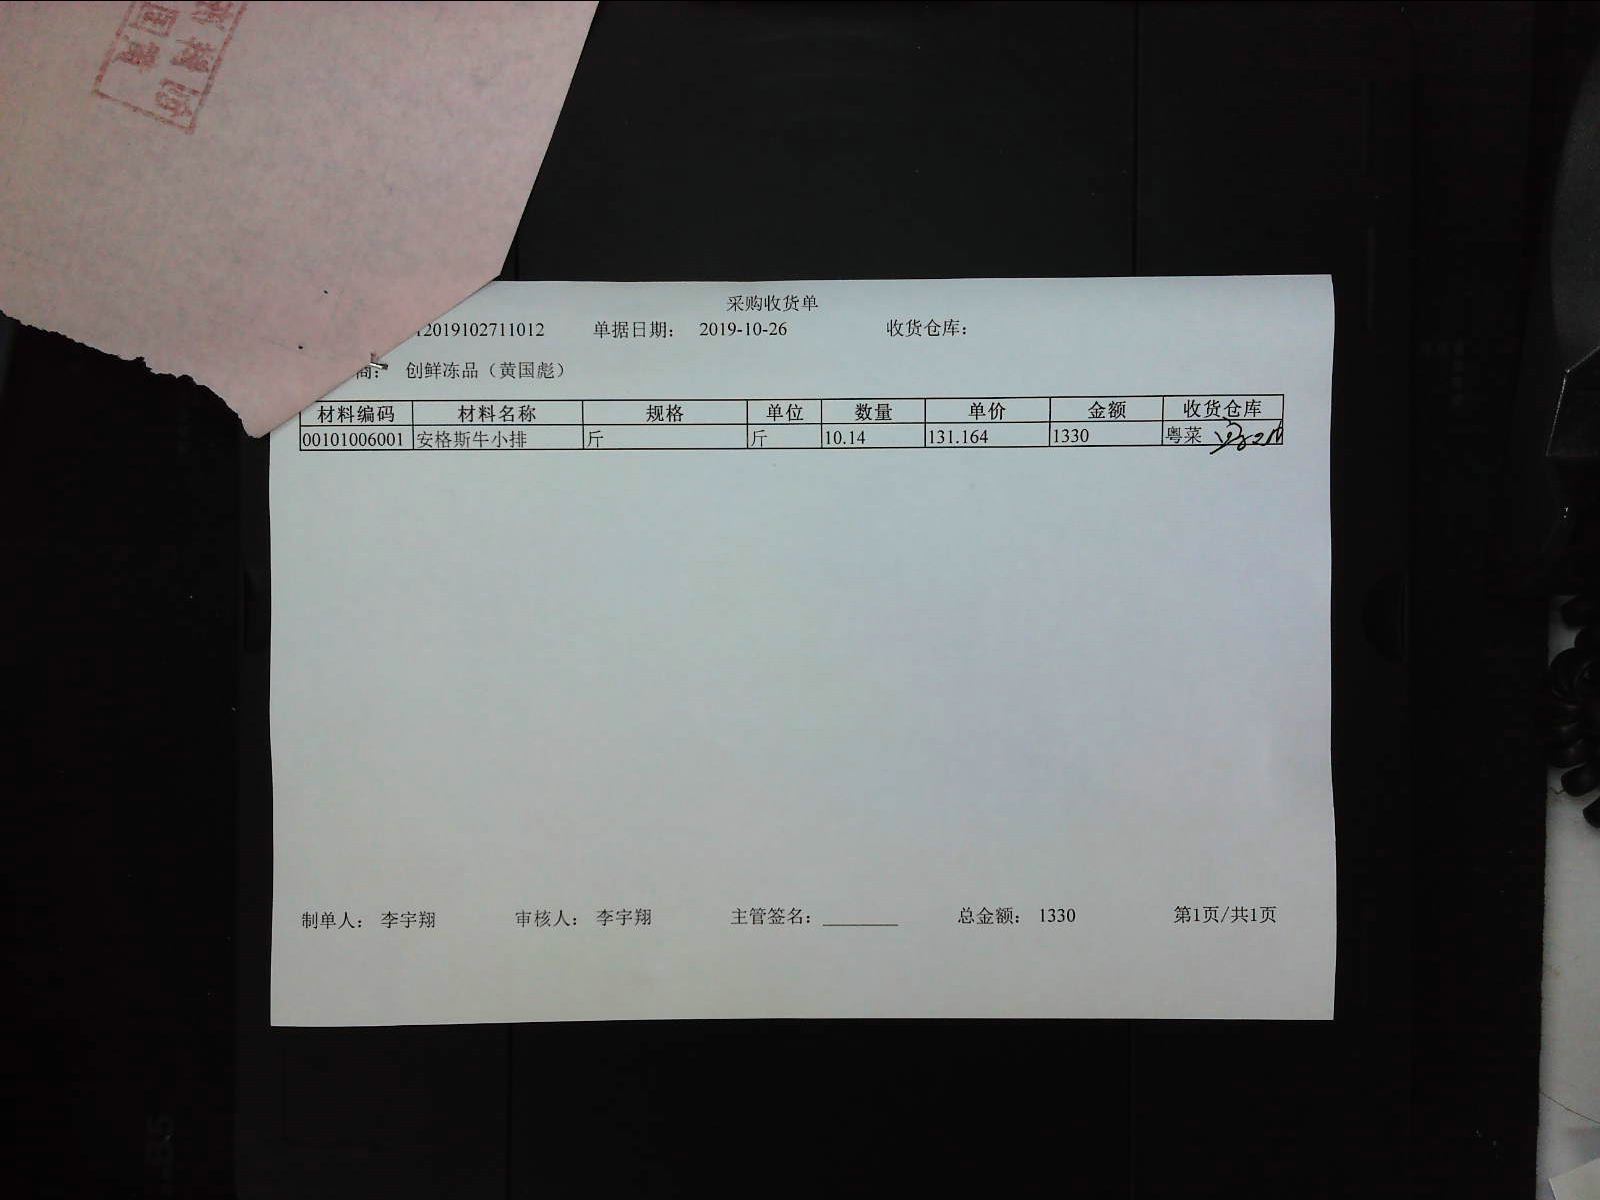 采购收货单
12019102711012 单据日期: 2019-10-26 收货仓库:
商: 创鲜冻品（黄国彪）
材料编码 材料名称 规格 单位 数量 单价 金额 收货仓库
00101006001 安格斯牛小排 斤 斤 10.14 131.164 1330 粤菜
制单人: 李宇翔 审核人: 李宇翔 主管签名: 总金额: 1330 第1页/共1页